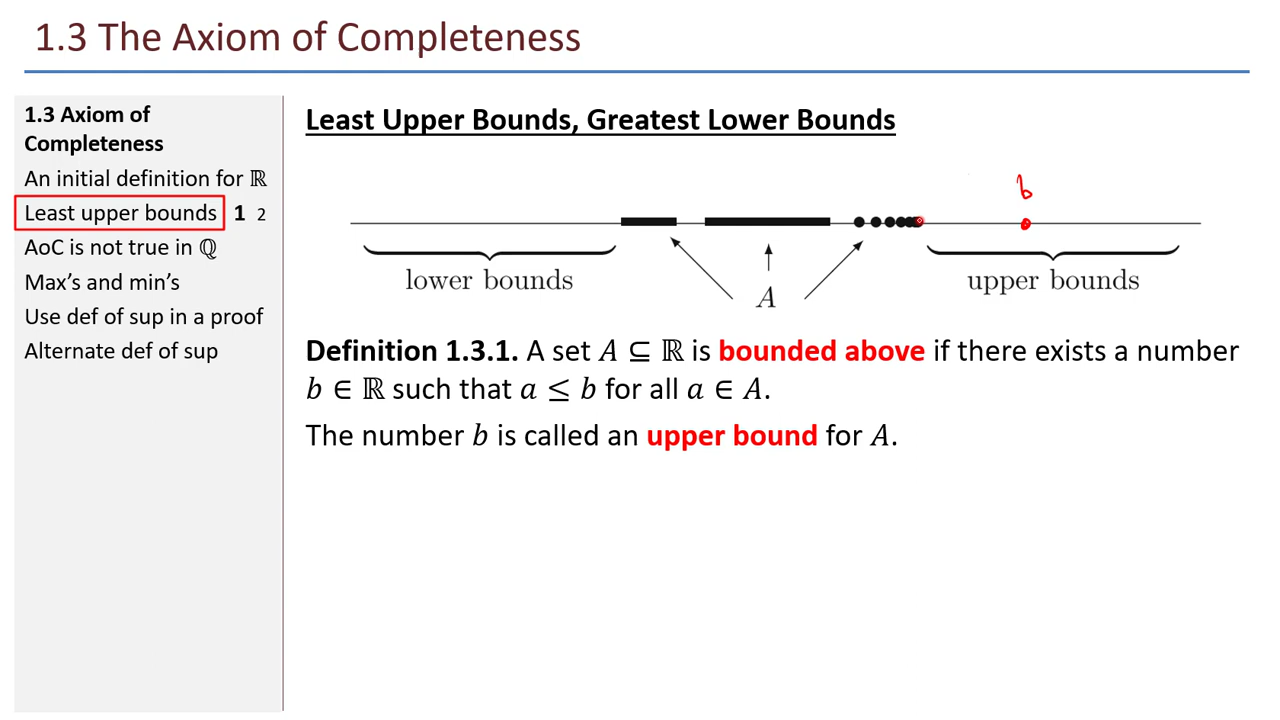 1.3 The Axiom of Completeness
1.3 Axiom of
Completeness
An initial definition for ℝ
Least upper bounds 1 2
AoC is not true in ℚ
Max's and min's
Use def of sup in a proof
Alternate def of sup
Least Upper Bounds, Greatest Lower Bounds
b
lower bounds
A
upper bounds
Definition 1.3.1. A set A ⊆ ℝ is bounded above if there exists a number
b ∈ ℝ such that a ≤ b for all a ∈ A.
The number b is called an upper bound for A.